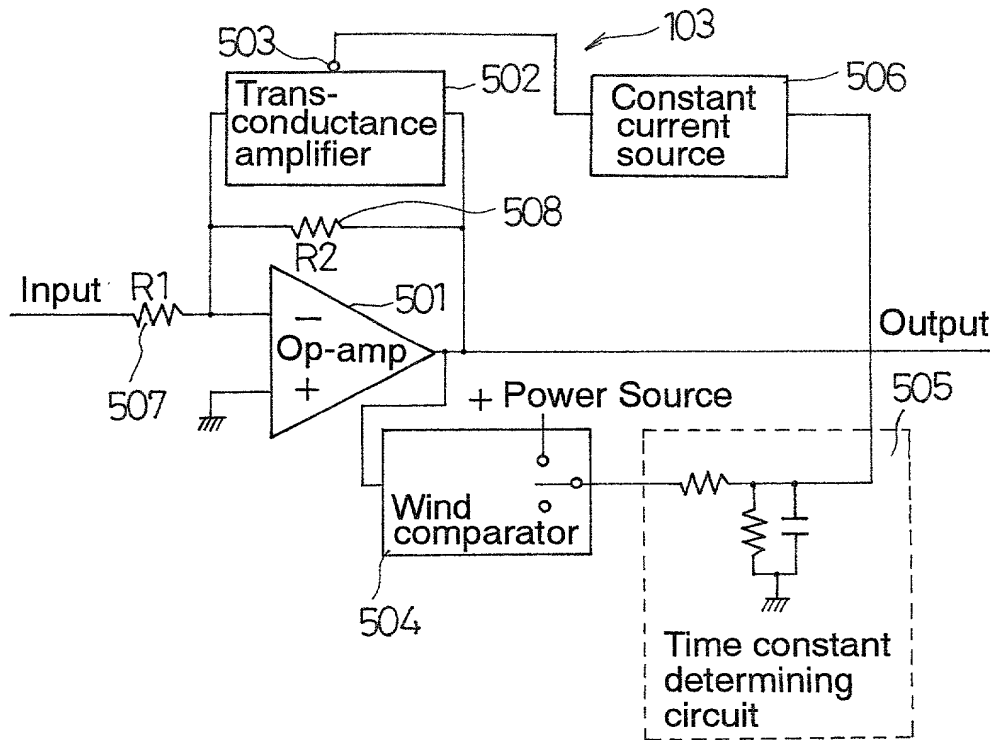 503
103
502
506
Trans-
conductance
amplifier
Constant
current
source
508
R2
Input
R1
501
−
Op-amp
+
Output
507
+ Power Source
505
Wind
comparator
504
Time constant
determining
circuit